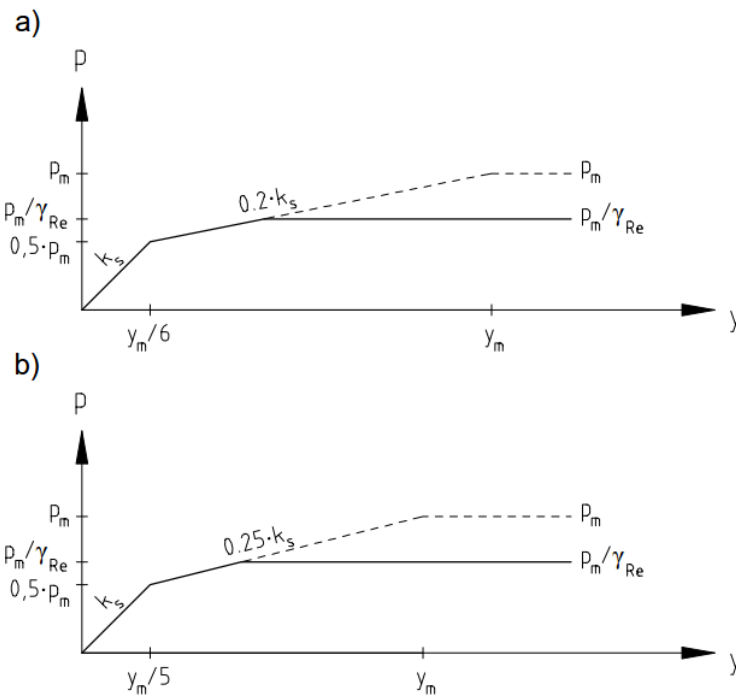 a)
p
p_m
p_m/γ_Re
0,5·p_m
k_s
0.2·k_s
p_m
p_m/γ_Re
y_m/6
y_m
y
b)
p
p_m
p_m/γ_Re
0,5·p_m
k_s
0.25·k_s
p_m
p_m/γ_Re
y_m/5
y_m
y